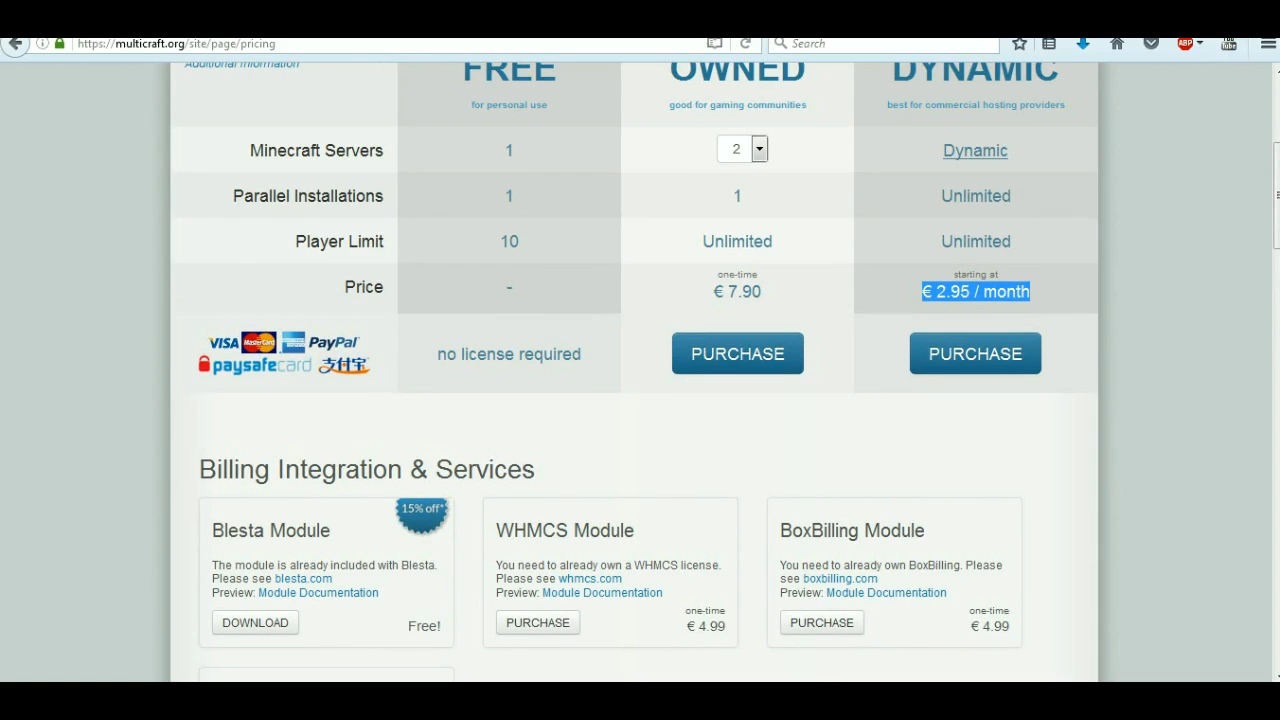 https://multicraft.org/site/page/pricing
Search
ABP
You Tube
Additional Information
FREE
OWNED
DYNAMIC
for personal use
good for gaming communities
best for commercial hosting providers
Minecraft Servers
1
2
Dynamic
Parallel Installations
1
1
Unlimited
Player Limit
10
Unlimited
Unlimited
Price
-
one-time
€ 7.90
starting at
€ 2.95 / month
VISA MasterCard PayPal
paysafecard 支付宝
no license required
PURCHASE
PURCHASE
Billing Integration & Services
Blesta Module
15% off*
The module is already included with Blesta.
Please see blesta.com
Preview: Module Documentation
DOWNLOAD
Free!
WHMCS Module
You need to already own a WHMCS license.
Please see whmcs.com
Preview: Module Documentation
one-time
PURCHASE
€ 4.99
BoxBilling Module
You need to already own BoxBilling. Please
see boxbilling.com
Preview: Module Documentation
one-time
PURCHASE
€ 4.99